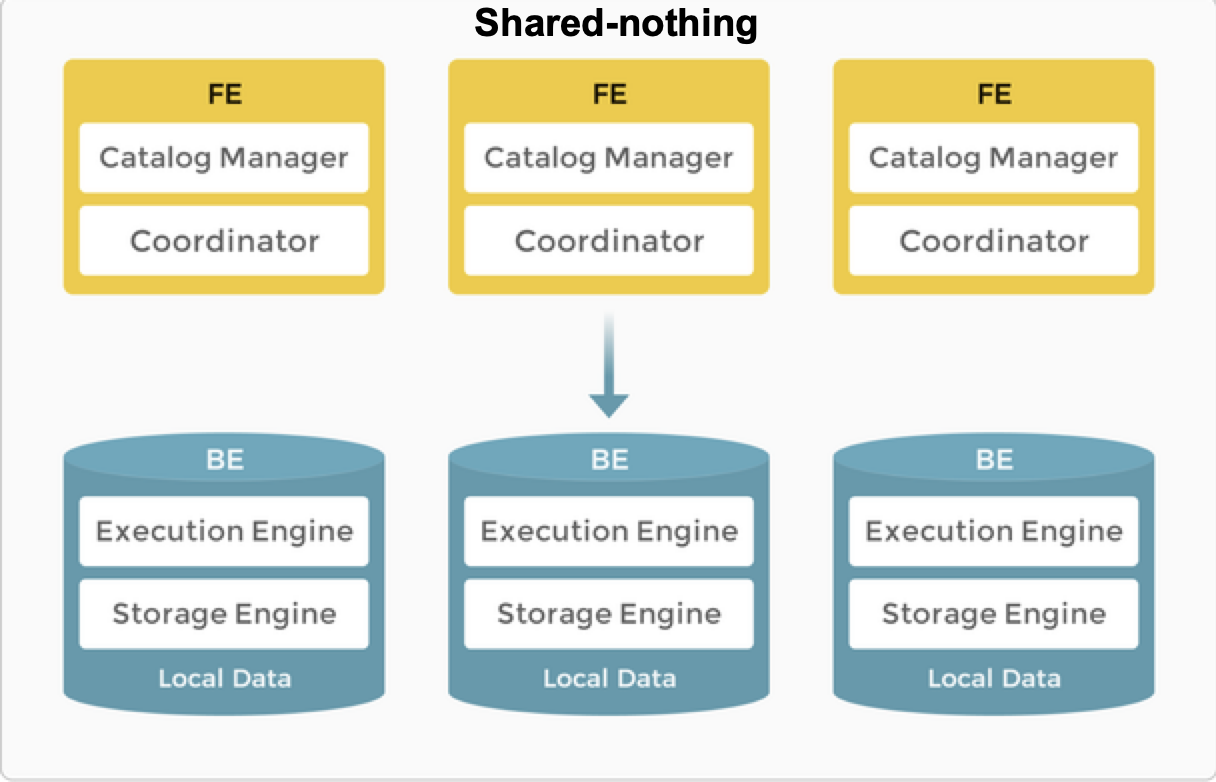 Shared-nothing
FE
Catalog Manager
Coordinator
FE
Catalog Manager
Coordinator
FE
Catalog Manager
Coordinator
BE
Execution Engine
Storage Engine
Local Data
BE
Execution Engine
Storage Engine
Local Data
BE
Execution Engine
Storage Engine
Local Data